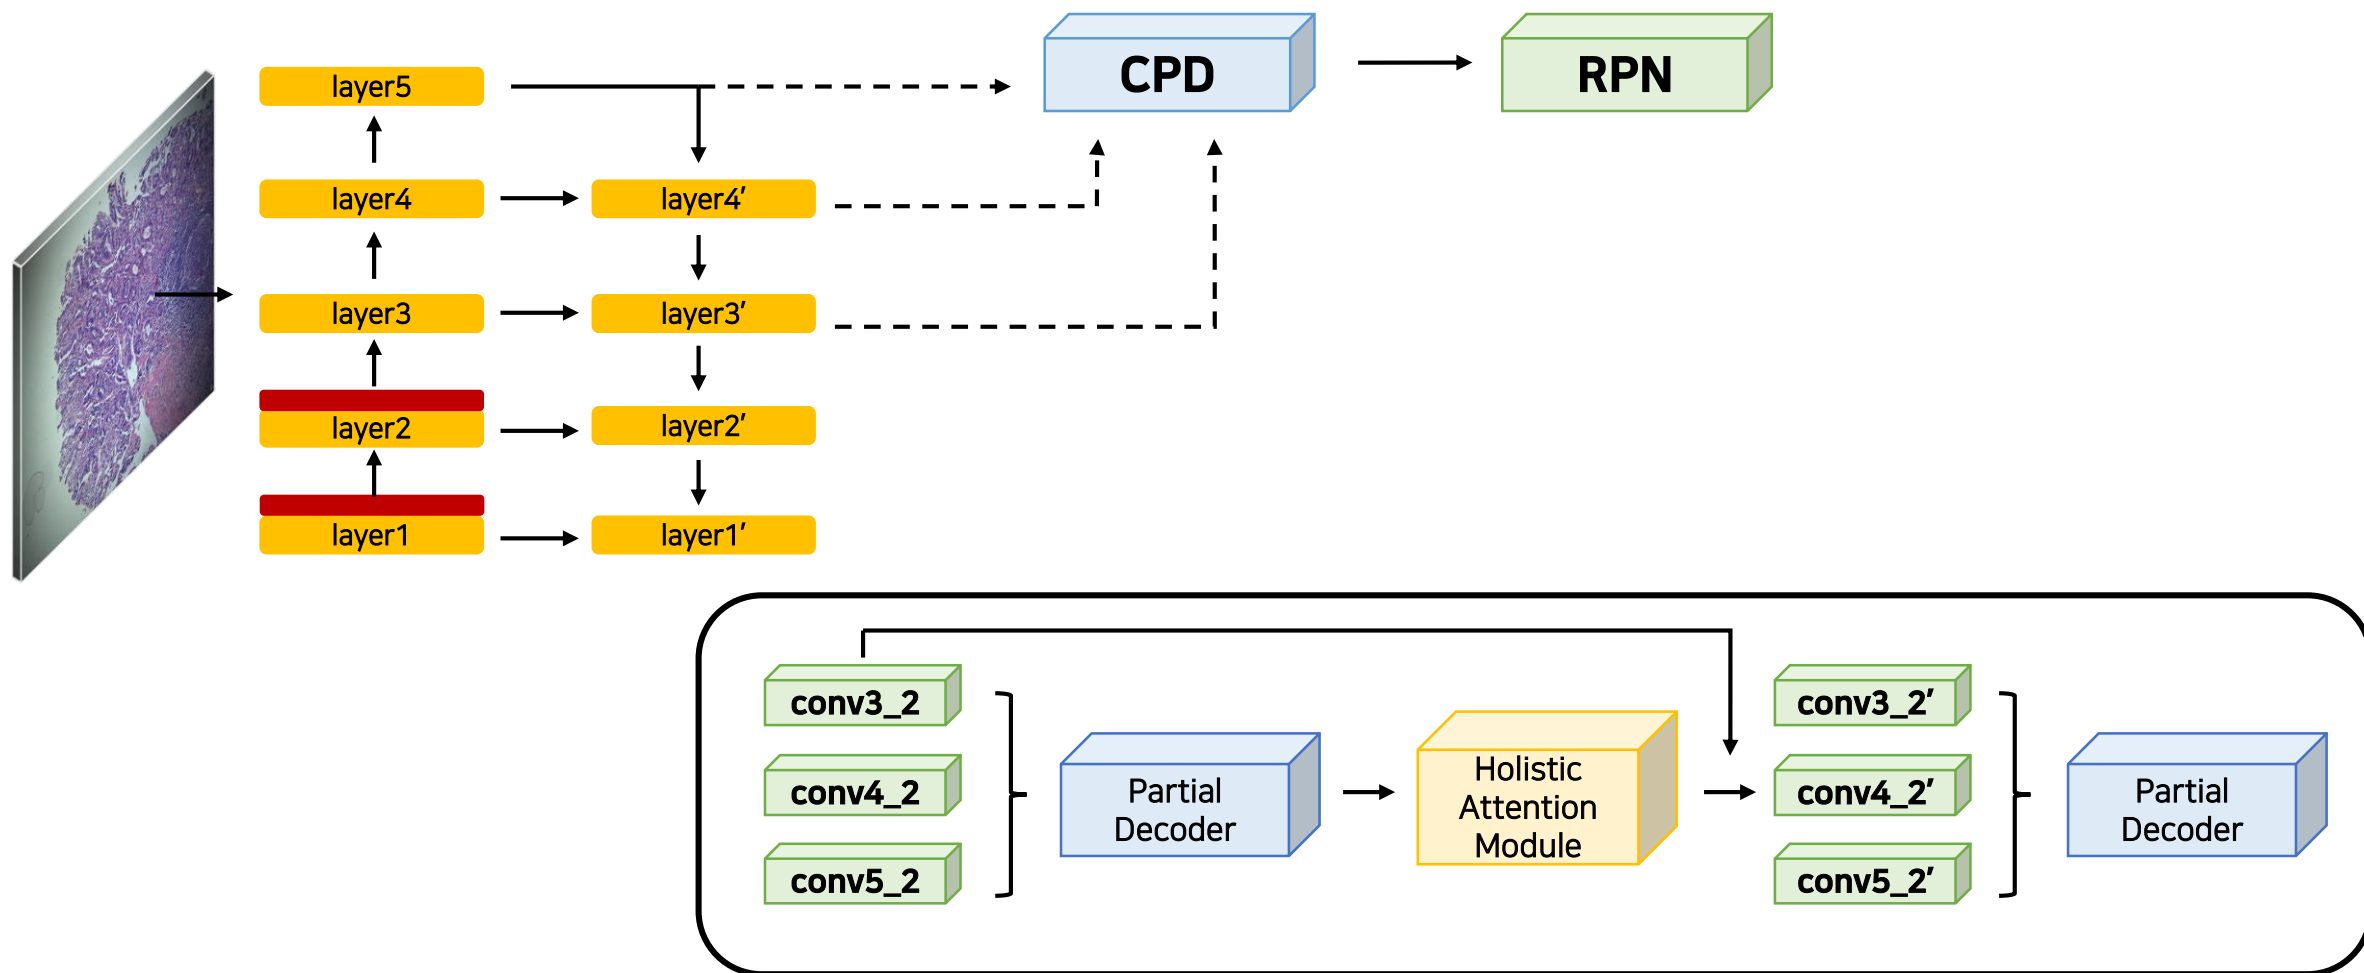 CPD
RPN
layer5
layer4
layer4′
layer3
layer3′
layer2
layer2′
layer1
layer1′
conv3_2
conv4_2
conv5_2
Partial
Decoder
Holistic
Attention
Module
conv3_2′
conv4_2′
conv5_2′
Partial
Decoder